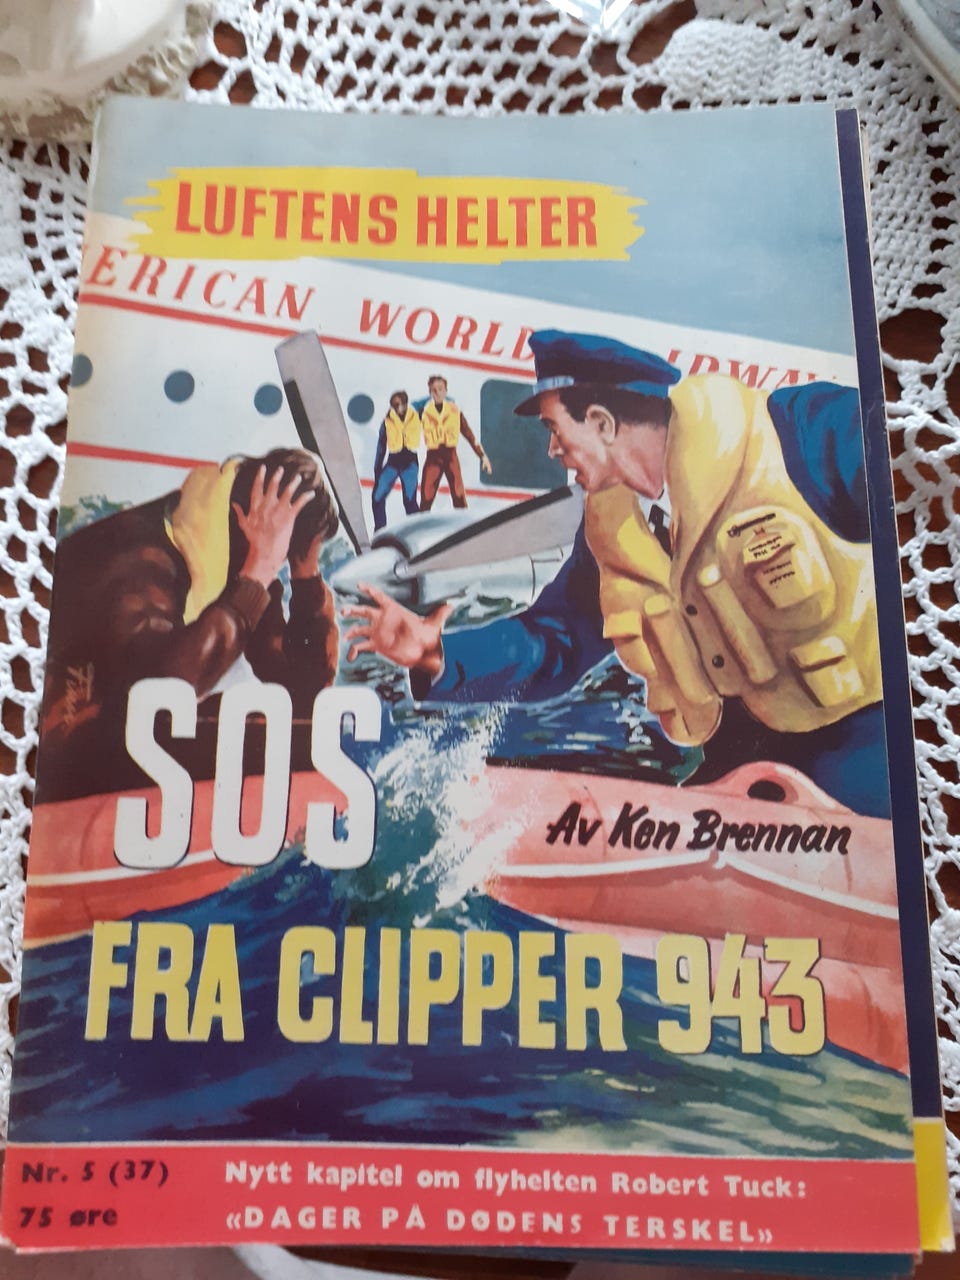 LUFTENS HELTER
ERICAN WORLD IRWAY
SOS
Av Ken Brennan
FRA CLIPPER 943
Nr. 5 (37)
75 øre
Nytt kapitel om flyhelten Robert Tuck:
«DAGER PÅ DØDENS TERSKEL»